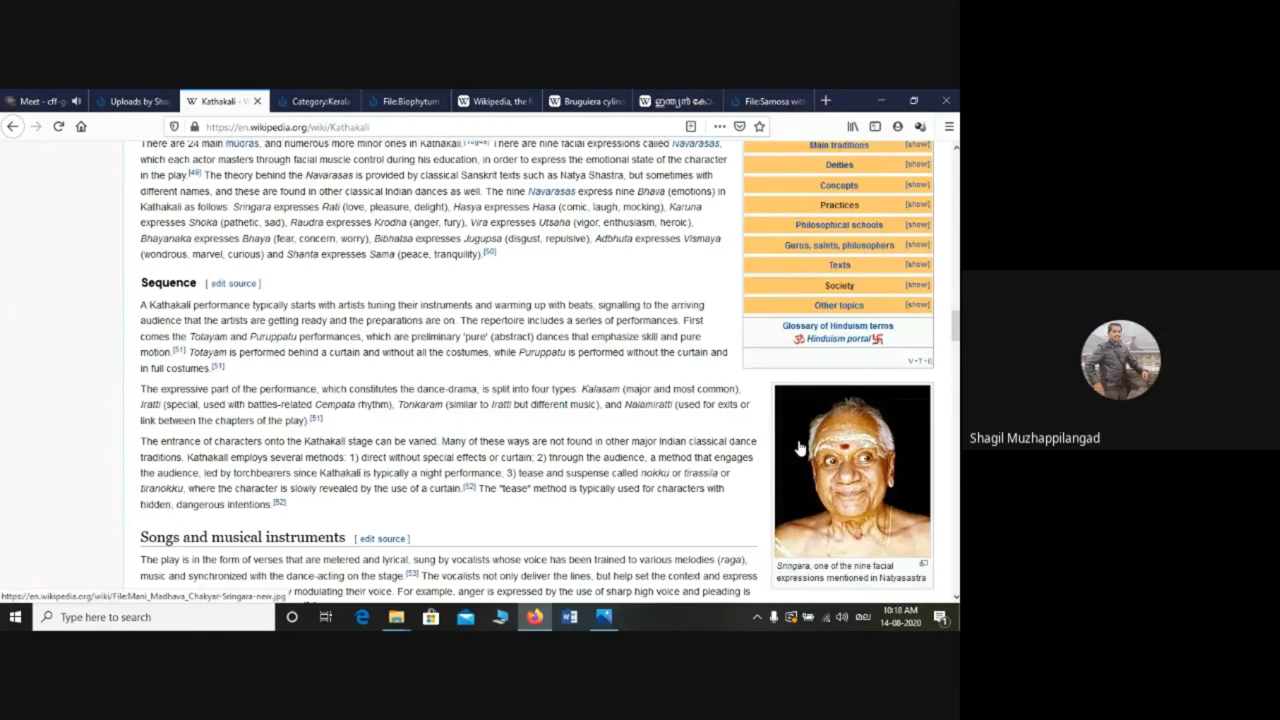 Meet - cff-g
Uploads by Sha
Kathakali - W
Category:Kerala
File:Biophytum
Wikipedia, the f
Bruguiera cylin
ഇന്ത്യൻ കോ
File:Samosa with
https://en.wikipedia.org/wiki/Kathakali
There are 24 main mudras, and numerous more minor ones in Kathakali. There are nine facial expressions called Navarasas,
which each actor masters through facial muscle control during his education, in order to express the emotional state of the character
in the play.[49] The theory behind the Navarasas is provided by classical Sanskrit texts such as Natya Shastra, but sometimes with
different names, and these are found in other classical Indian dances as well. The nine Navarasas express nine Bhava (emotions) in
Kathakali as follows: Sringara expresses Rati (love, pleasure, delight), Hasya expresses Hasa (comic, laugh, mocking), Karuna
expresses Shoka (pathetic, sad), Raudra expresses Krodha (anger, fury), Vira expresses Utsaha (vigor, enthusiasm, heroic),
Bhayanaka expresses Bhaya (fear, concern, worry), Bibhatsa expresses Jugupsa (disgust, repulsive), Adbhuta expresses Vismaya
(wondrous, marvel, curious) and Shanta expresses Sama (peace, tranquility).[50]
Sequence [ edit source ]
A Kathakali performance typically starts with artists tuning their instruments and warming up with beats, signalling to the arriving
audience that the artists are getting ready and the preparations are on. The repertoire includes a series of performances. First
comes the Totayam and Puruppatu performances, which are preliminary 'pure' (abstract) dances that emphasize skill and pure
motion.[51] Totayam is performed behind a curtain and without all the costumes, while Puruppatu is performed without the curtain and
in full costumes.[51]
The expressive part of the performance, which constitutes the dance-drama, is split into four types: Kalasam (major and most common),
Iratti (special, used with battles-related Cempata rhythm), Tonkaram (similar to Iratti but different music), and Nalamiratti (used for exits or
link between the chapters of the play).[51]
The entrance of characters onto the Kathakali stage can be varied. Many of these ways are not found in other major Indian classical dance
traditions. Kathakali employs several methods: 1) direct without special effects or curtain; 2) through the audience, a method that engages
the audience, led by torchbearers since Kathakali is typically a night performance; 3) tease and suspense called nokku or tirassila or
tiranokku, where the character is slowly revealed by the use of a curtain.[52] The "tease" method is typically used for characters with
hidden, dangerous intentions.[52]
Songs and musical instruments [ edit source ]
The play is in the form of verses that are metered and lyrical, sung by vocalists whose voice has been trained to various melodies (raga),
music and synchronized with the dance-acting on the stage.[53] The vocalists not only deliver the lines, but help set the context and express
modulating their voice. For example, anger is expressed by the use of sharp high voice and pleading is
Main traditions [show]
Deities [show]
Concepts [show]
Practices [show]
Philosophical schools [show]
Gurus, saints, philosophers [show]
Texts [show]
Society [show]
Other topics [show]
Glossary of Hinduism terms
Hinduism portal
V·T·E
Sringara, one of the nine facial
expressions mentioned in Natyasastra
https://en.wikipedia.org/wiki/File:Mani_Madhava_Chakyar-Sringara-new.jpg
Type here to search
10:18 AM
14-08-2020
Shagil Muzhappilangad